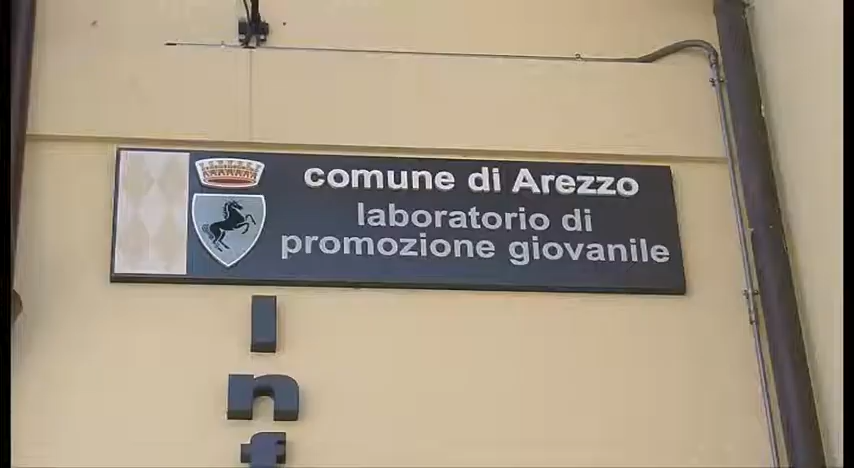 comune di Arezzo
laboratorio di
promozione giovanile
I
n
f